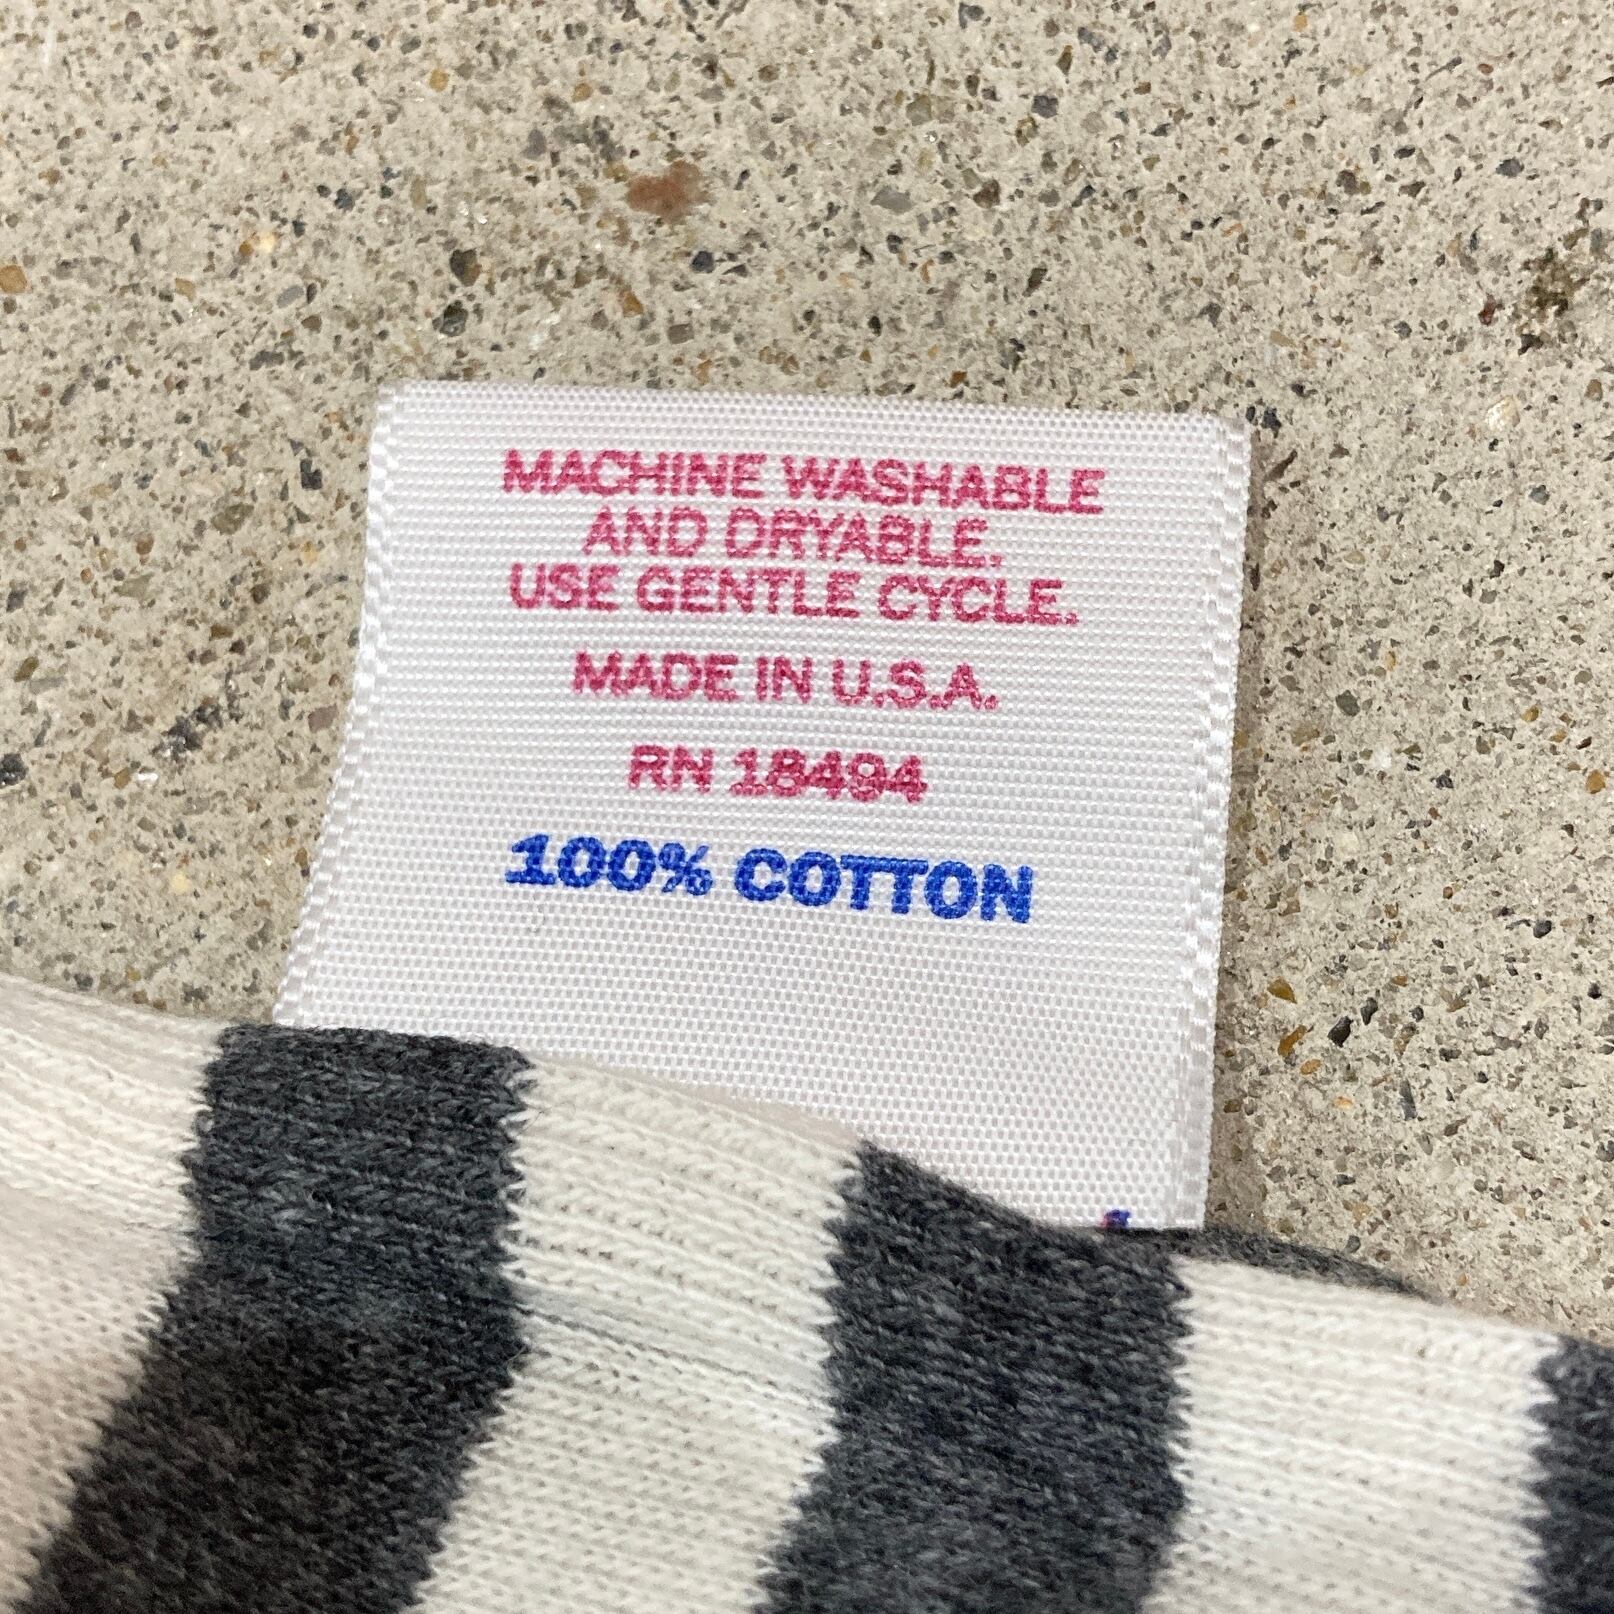 MACHINE WASHABLE
AND DRYABLE.
USE GENTLE CYCLE.
MADE IN U.S.A.
RN 18494
100% COTTON